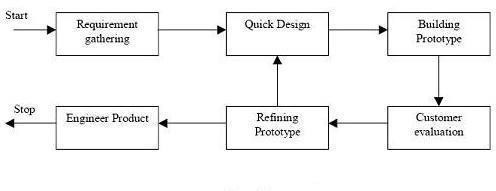 Start
Requirement
gathering
Quick Design
Building
Prototype
Stop
Engineer Product
Refining
Prototype
Customer
evaluation